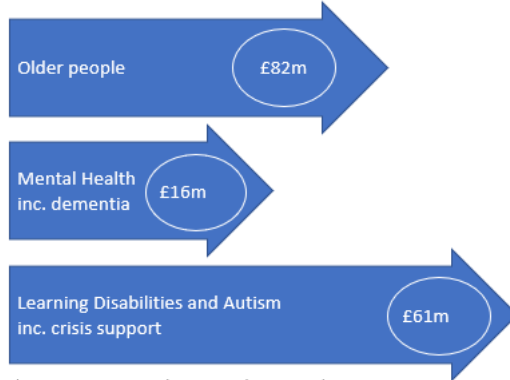 Older people
£82m
Mental Health
inc. dementia
£16m
Learning Disabilities and Autism
inc. crisis support
£61m